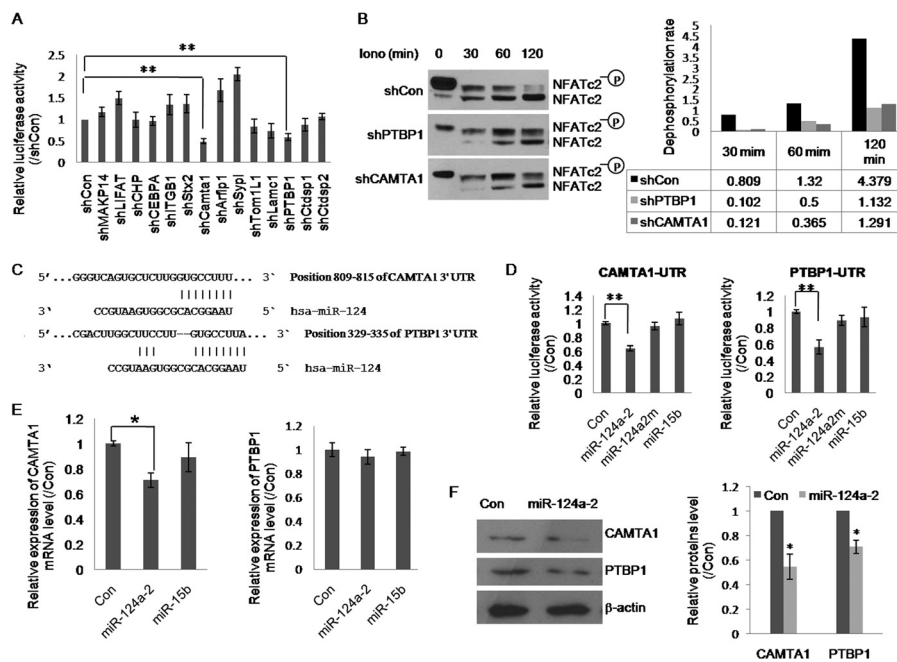 A
Relative luciferase activity
(/shCon)
2.5
2
1.5
1
0.5
0
**
**
shCon
shMAKP14
shLIFAT
shCHP
shCEBPA
shITGB1
shStx2
shCamta1
shArfip1
shSypl
shTom1L1
shLamc1
shPTBP1
shCtdsp1
shCtdsp2
B
Iono (min) 0 30 60 120
shCon
NFATc2 P
NFATc2
shPTBP1
NFATc2 P
NFATc2
shCAMTA1
NFATc2 P
NFATc2
Dephosphorylation rate
5
4.5
4
3.5
3
2.5
2
1.5
1
0.5
0
30 mim 60 mim 120 min
shCon 0.809 1.32 4.379
shPTBP1 0.102 0.5 1.132
shCAMTA1 0.121 0.365 1.291
C
5' ...GGGUCAGUGCUCUUGGUGCCUUU... 3` Position 809-815 of CAMTA1 3'UTR
3` CCGUAAGUGGCGCACGGAAU 5` hsa-miR-124
5`...CGACUUGGCUUCCUU--GUGCCUUA... 3` Position 329-335 of PTBP1 3'UTR
3` CCGUAAGUGGCGCACGGAAU 5` hsa-miR-124
D
CAMTA1-UTR
Relative luciferase activity
(/Con)
1.4
1.2
1
0.8
0.6
0.4
0.2
0
**
Con
miR-124a-2
miR-124a2m
miR-15b
PTBP1-UTR
Relative luciferase activity
(/Con)
1.2
1
0.8
0.6
0.4
0.2
0
**
Con
miR-124a-2
miR-124a2m
miR-15b
E
Relative expression of CAMTA1
mRNA level (/Con)
1.2
1
0.8
0.6
0.4
0.2
0
*
Con
miR-124a-2
miR-15b
Relative expression of PTBP1
mRNA level (/Con)
1.2
1
0.8
0.6
0.4
0.2
0
Con
miR-124a-2
miR-15b
F
Con miR-124a-2
CAMTA1
PTBP1
β-actin
Relative proteins level
(/Con)
Con miR-124a-2
1.2
1
0.8
0.6
0.4
0.2
0
*
*
CAMTA1 PTBP1